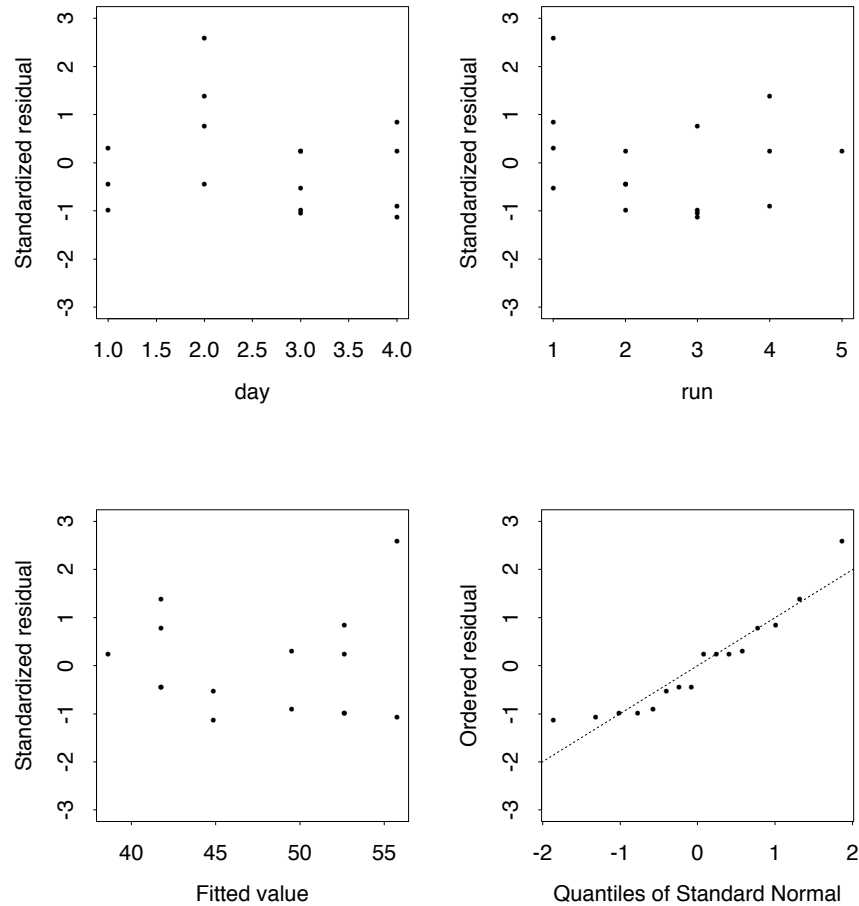 3
2
1
0
-1
-2
-3
Standardized residual
1.0 1.5 2.0 2.5 3.0 3.5 4.0
day
3
2
1
0
-1
-2
-3
Standardized residual
1 2 3 4 5
run
3
2
1
0
-1
-2
-3
Standardized residual
40 45 50 55
Fitted value
3
2
1
0
-1
-2
-3
Ordered residual
-2 -1 0 1 2
Quantiles of Standard Normal